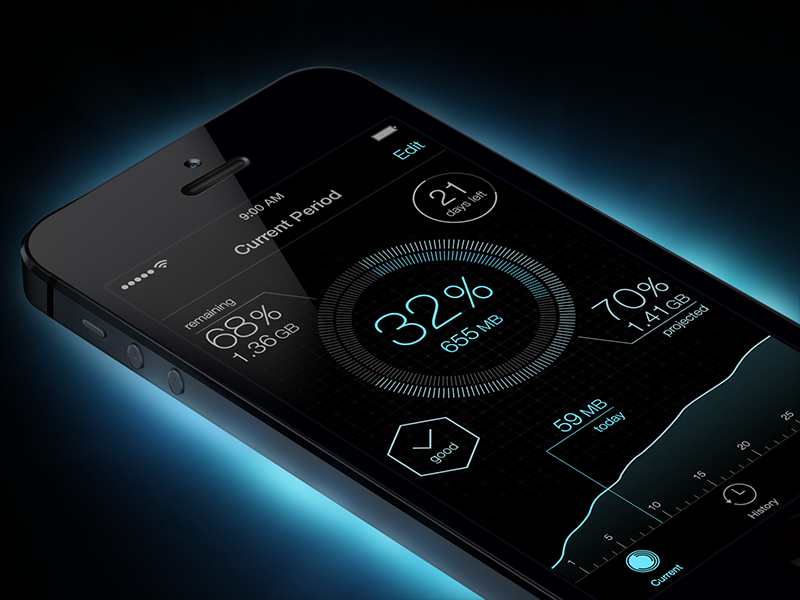 9:00 AM
Current Period
Edit
21
days left
remaining
68%
1.36 GB
32%
655 MB
70%
1.41 GB
projected
good
59 MB
today
1
5
10
15
20
25
Current
History